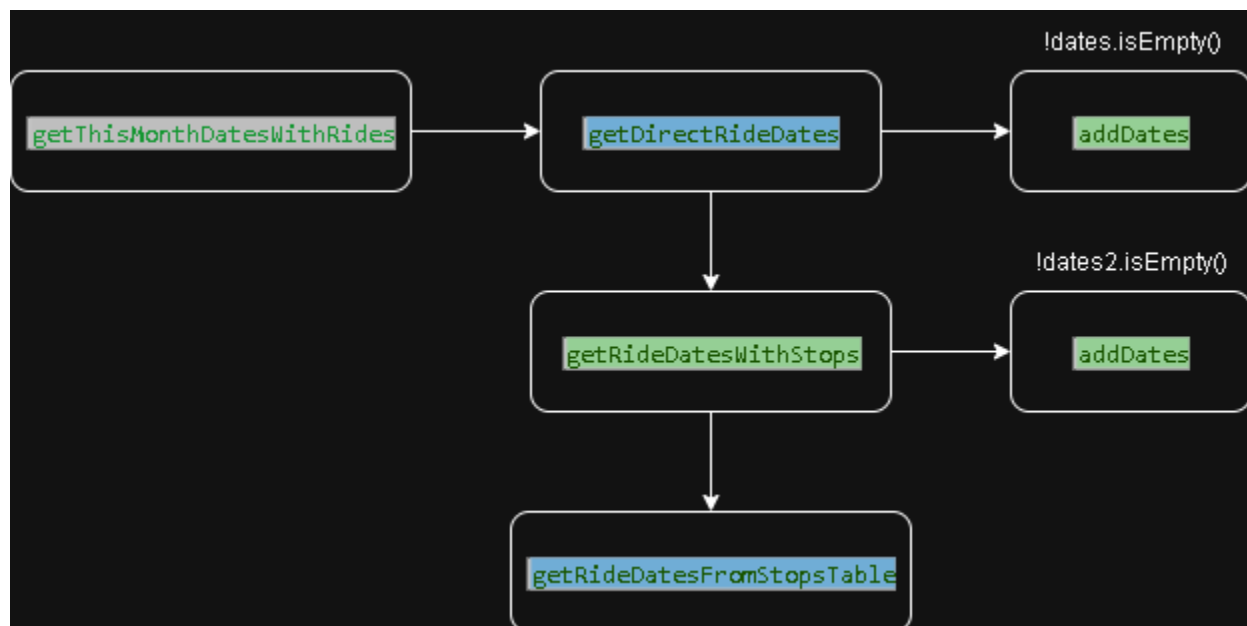 !dates.isEmpty()
getThisMonthDatesWithRides
getDirectRideDates
addDates
!dates2.isEmpty()
getRideDatesWithStops
addDates
getRideDatesFromStopsTable